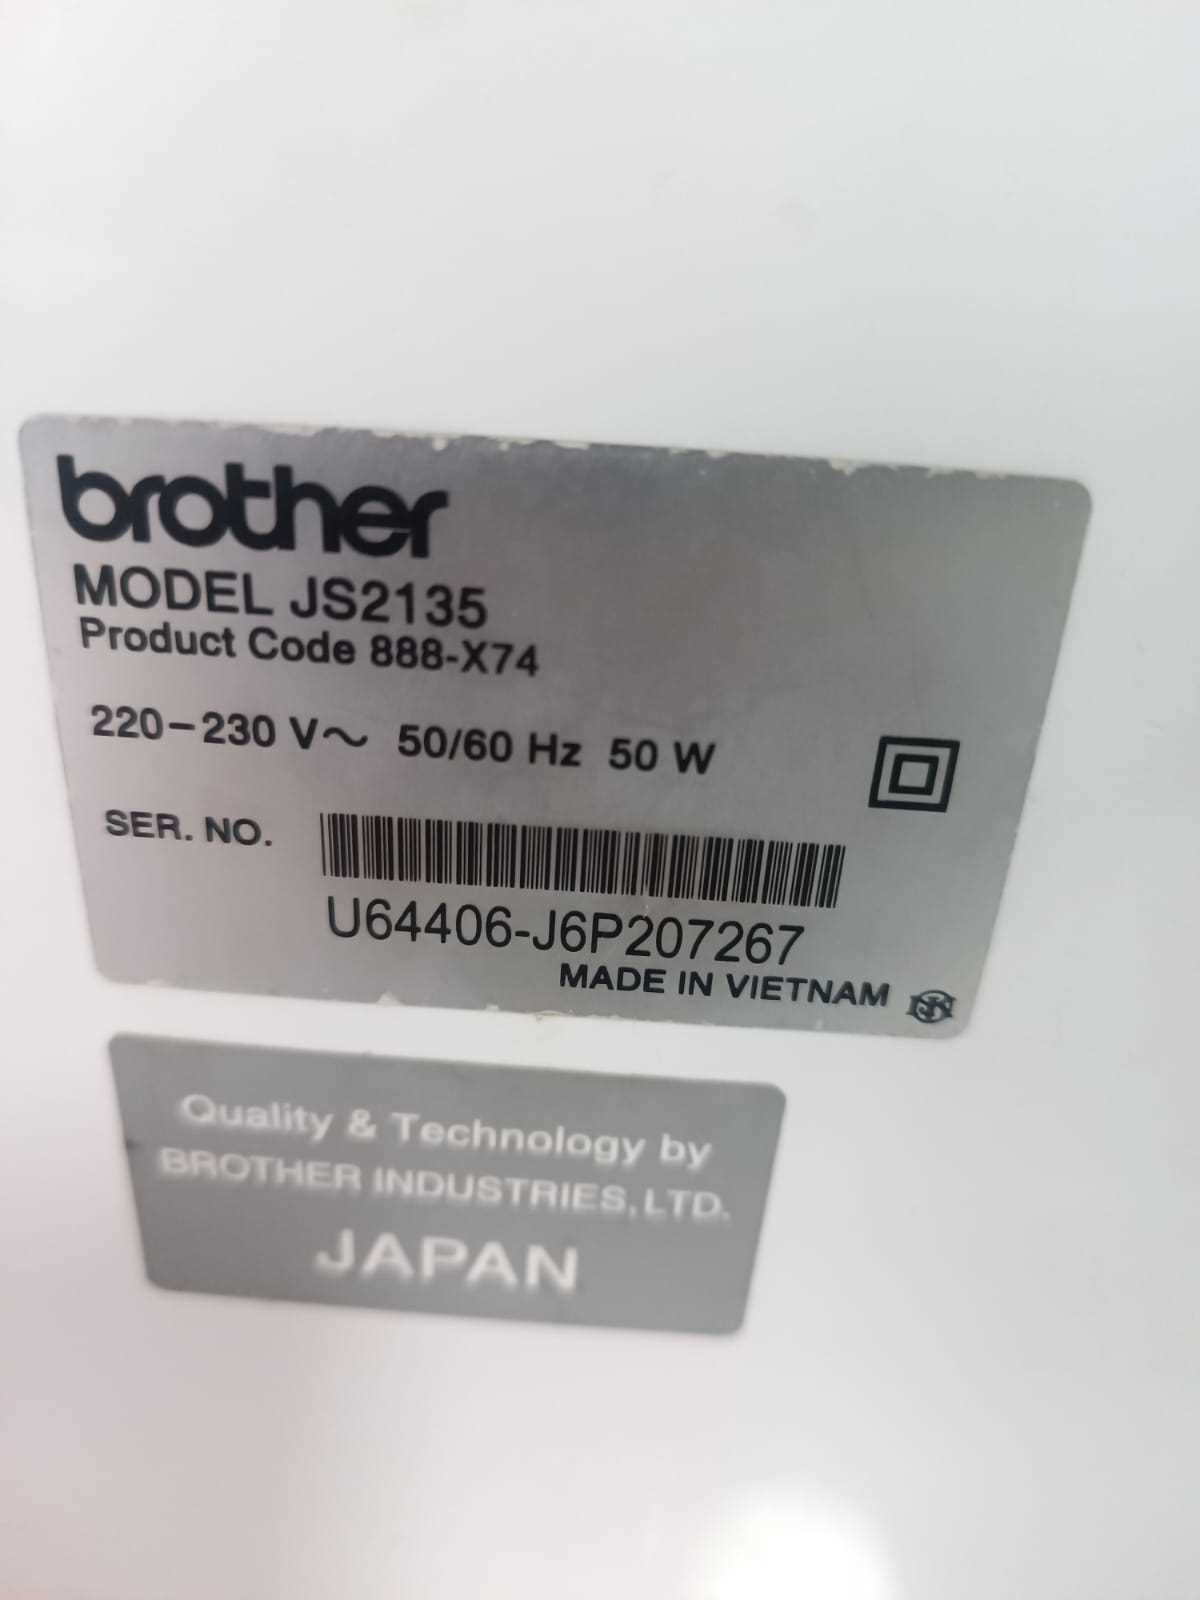 brother
MODEL JS2135
Product Code 888-X74
220-230 V~ 50/60 Hz 50 W
SER. NO.
U64406-J6P207267
MADE IN VIETNAM
Quality & Technology by
BROTHER INDUSTRIES, LTD.
JAPAN